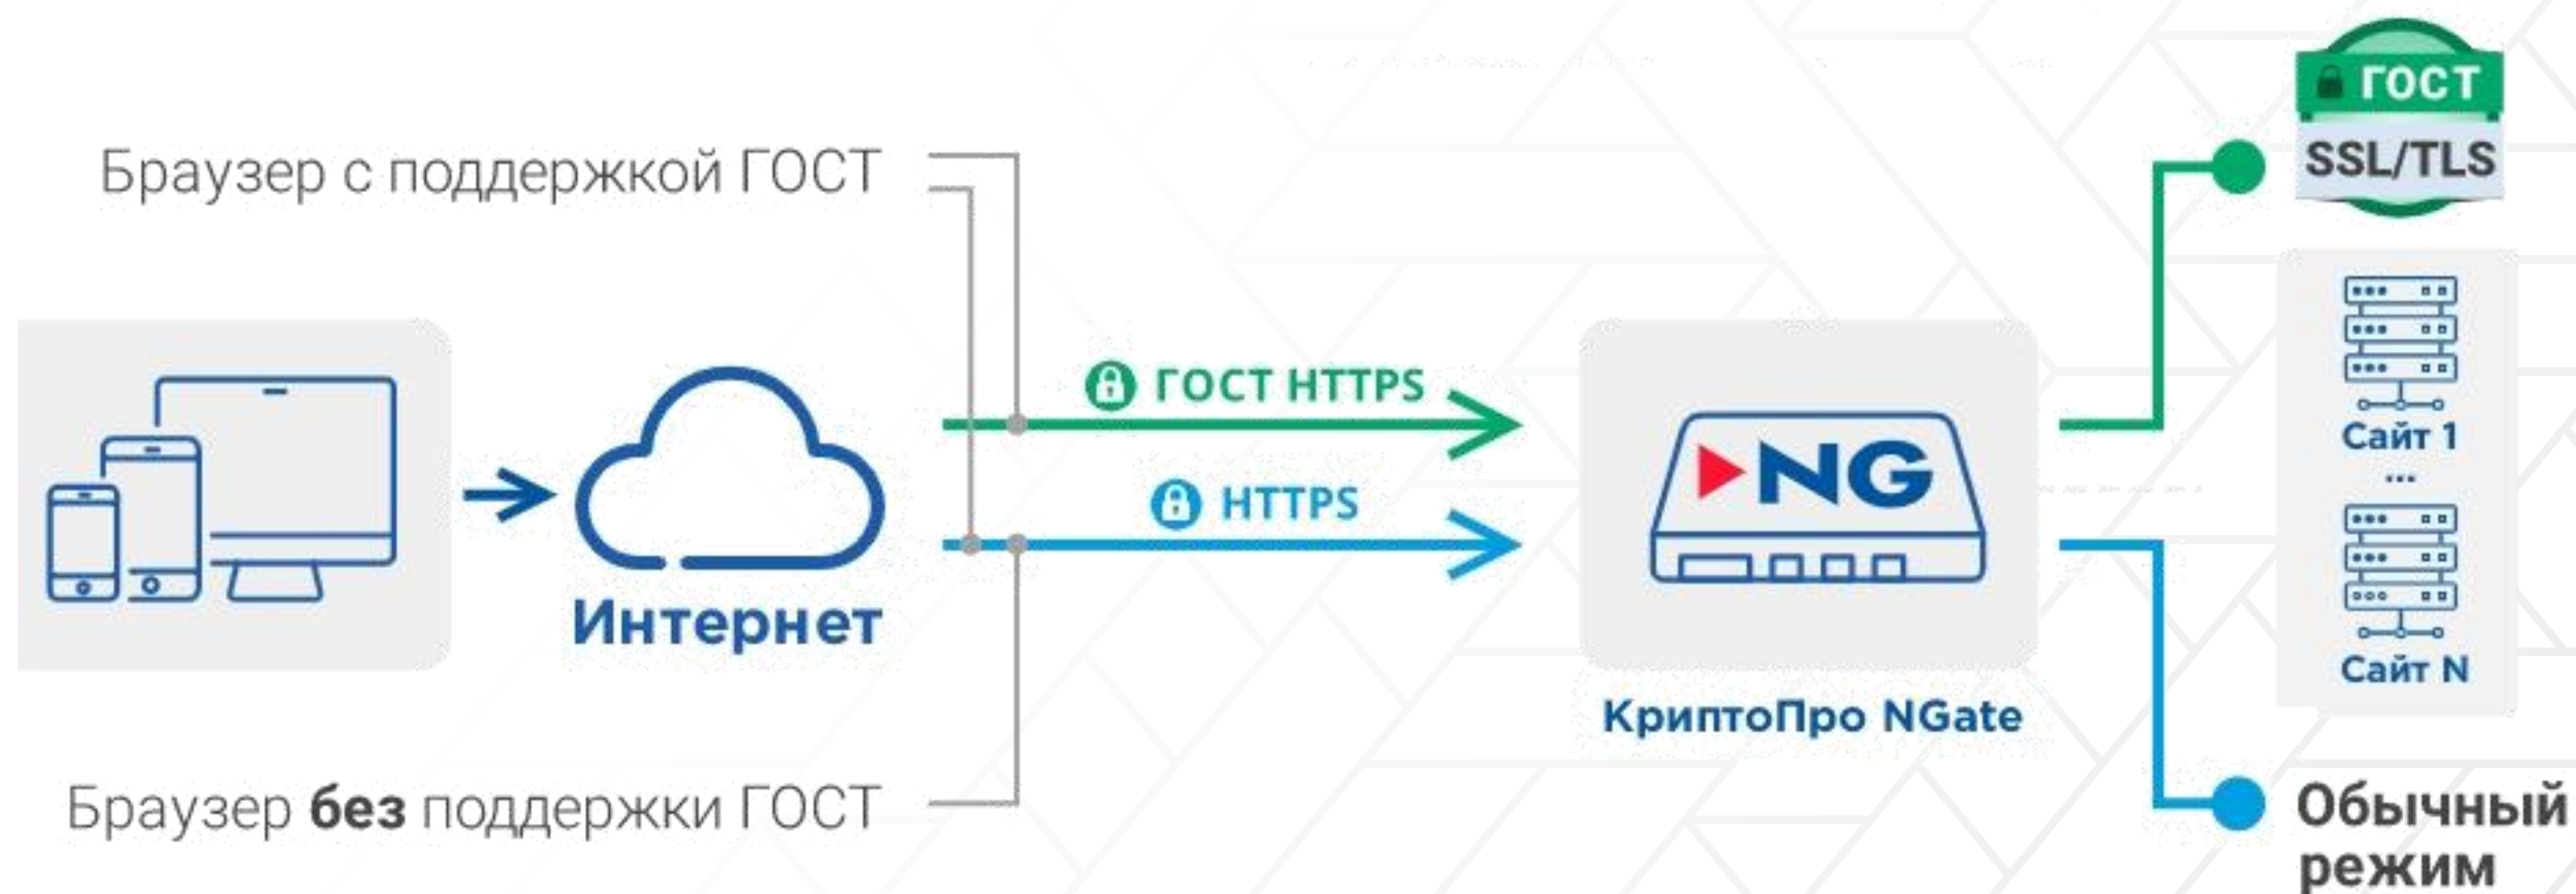 ГОСТ
SSL/TLS
Браузер с поддержкой ГОСТ
ГОСТ HTTPS
HTTPS
Интернет
NG
КриптоПро NGate
Сайт 1
...
Сайт N
Браузер без поддержки ГОСТ
Обычный
режим